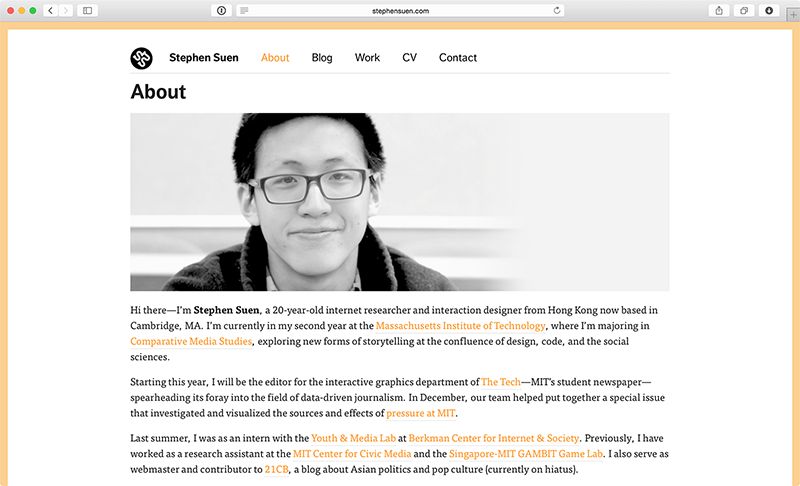 stephensuen.com
Stephen Suen About Blog Work CV Contact
About
Hi there—I'm Stephen Suen, a 20-year-old internet researcher and interaction designer from Hong Kong now based in
Cambridge, MA. I'm currently in my second year at the Massachusetts Institute of Technology, where I'm majoring in
Comparative Media Studies, exploring new forms of storytelling at the confluence of design, code, and the social
sciences.
Starting this year, I will be the editor for the interactive graphics department of The Tech—MIT's student newspaper—
spearheading its foray into the field of data-driven journalism. In December, our team helped put together a special issue
that investigated and visualized the sources and effects of pressure at MIT.
Last summer, I was as an intern with the Youth & Media Lab at Berkman Center for Internet & Society. Previously, I have
worked as a research assistant at the MIT Center for Civic Media and the Singapore-MIT GAMBIT Game Lab. I also serve as
webmaster and contributor to 21CB, a blog about Asian politics and pop culture (currently on hiatus).